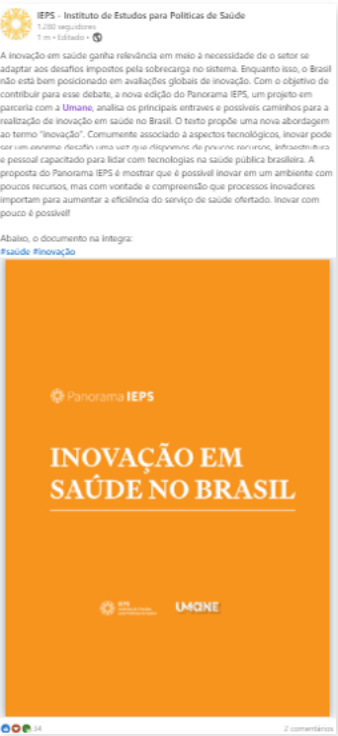 IEPS - Instituto de Estudos para Políticas de Saúde
1.280 seguidores
1 m • Editado •
A inovação em saúde ganha relevância em meio à necessidade de o setor se
adaptar aos desafios impostos pela sobrecarga no sistema. Enquanto isso, o Brasil
não está bem posicionado em avaliações globais de inovação. Com o objetivo de
contribuir para esse debate, a nova edição do Panorama IEPS, um projeto em
parceria com a Umane, analisa os principais entraves e possíveis caminhos para a
realização de inovação em saúde no Brasil. O texto propõe uma nova abordagem
ao termo "inovação". Comumente associado à aspectos tecnológicos, inovar pode
ser um enorme desafio uma vez que dispomos de poucos recursos, infraestrutura
e pessoal capacitado para lidar com tecnologias na saúde pública brasileira. A
proposta do Panorama IEPS é mostrar que é possível inovar em um ambiente com
poucos recursos, mas com vontade e compreensão que processos inovadores
importam para aumentar a eficiência do serviço de saúde ofertado. Inovar com
pouco é possível!
Abaixo, o documento na íntegra:
#saúde #inovação
Panorama IEPS
INOVAÇÃO EM
SAÚDE NO BRASIL
IEPS
UMANE
34
2 comentários